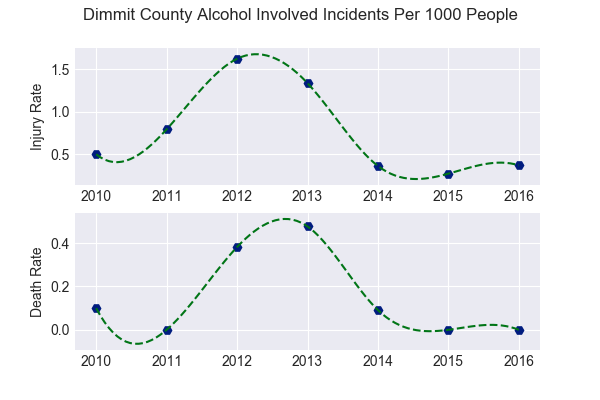 Dimmit County Alcohol Involved Incidents Per 1000 People
Injury Rate
1.5
1.0
0.5
2010 2011 2012 2013 2014 2015 2016
Death Rate
0.4
0.2
0.0
2010 2011 2012 2013 2014 2015 2016